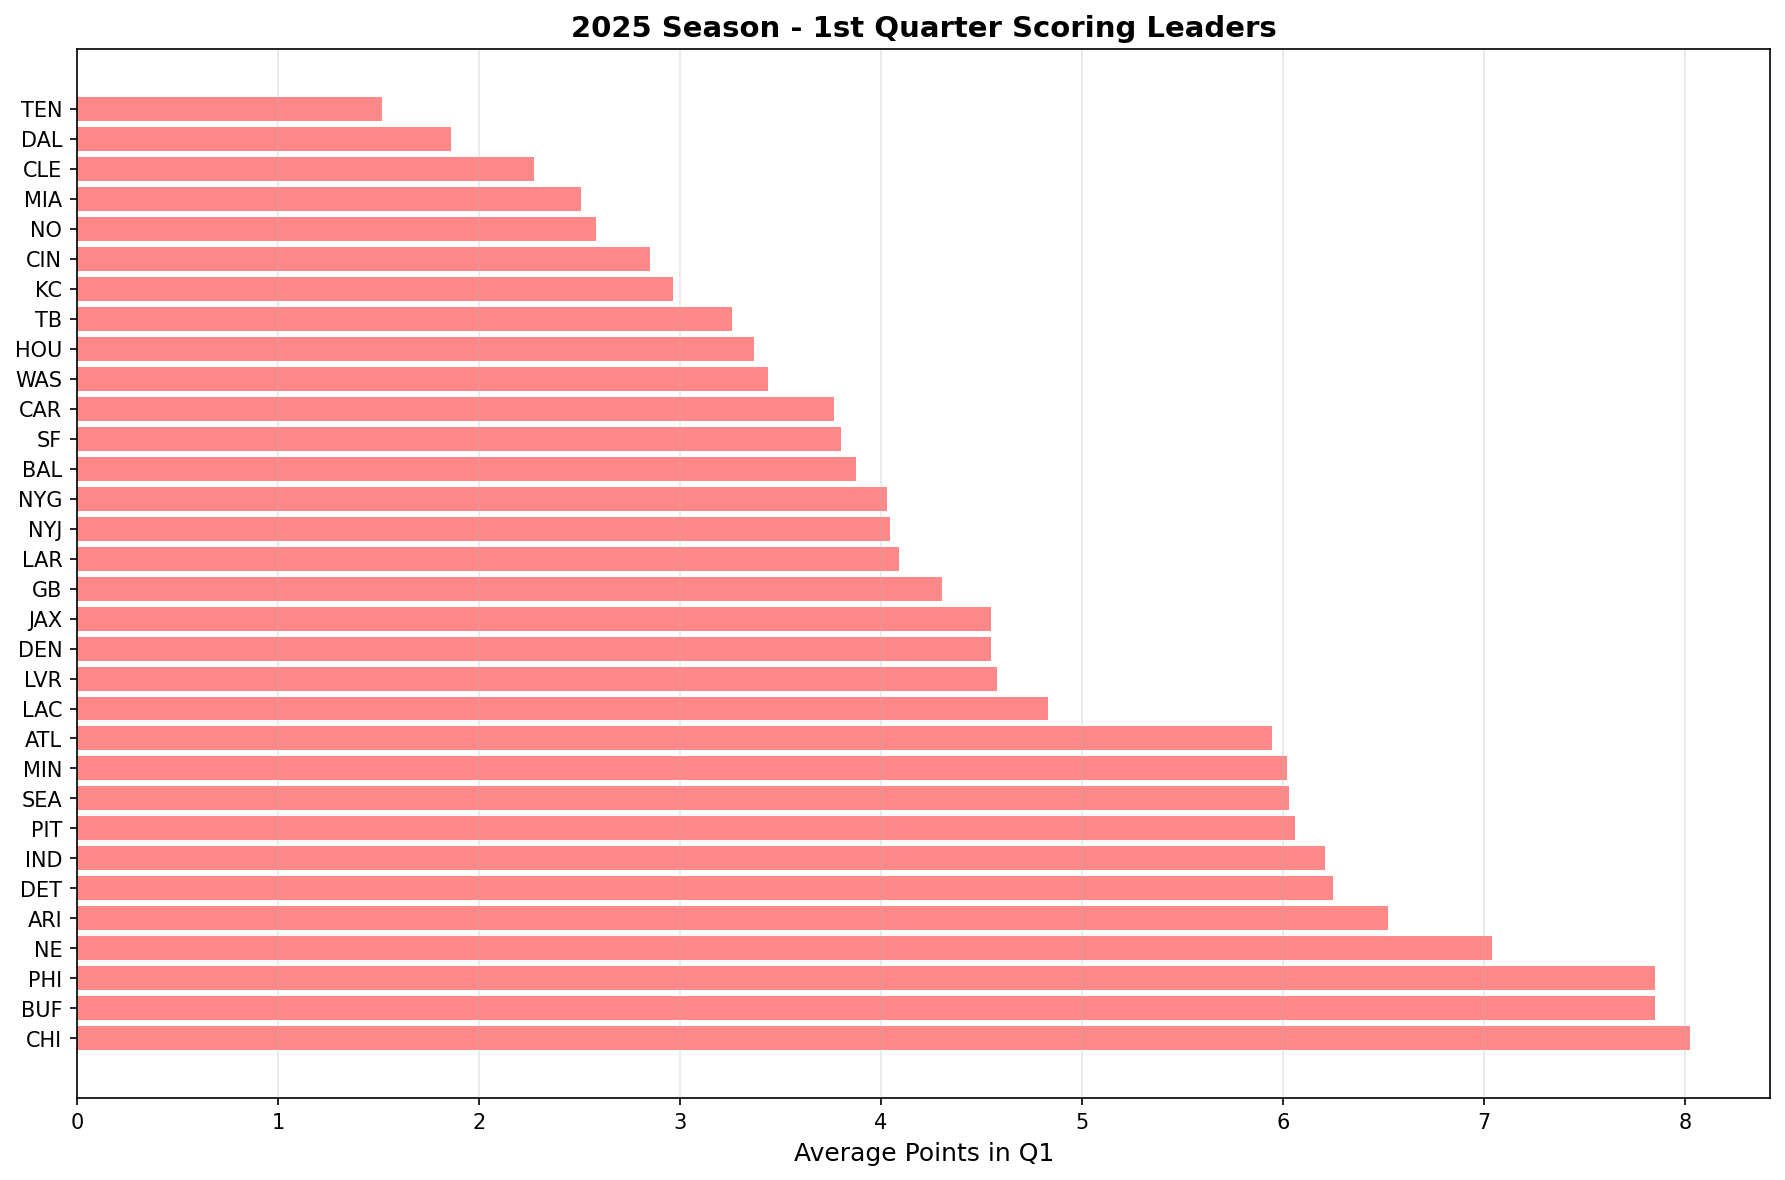 2025 Season - 1st Quarter Scoring Leaders
TEN
DAL
CLE
MIA
NO
CIN
KC
TB
HOU
WAS
CAR
SF
BAL
NYG
NYJ
LAR
GB
JAX
DEN
LVR
LAC
ATL
MIN
SEA
PIT
IND
DET
ARI
NE
PHI
BUF
CHI
0 1 2 3 4 5 6 7 8
Average Points in Q1